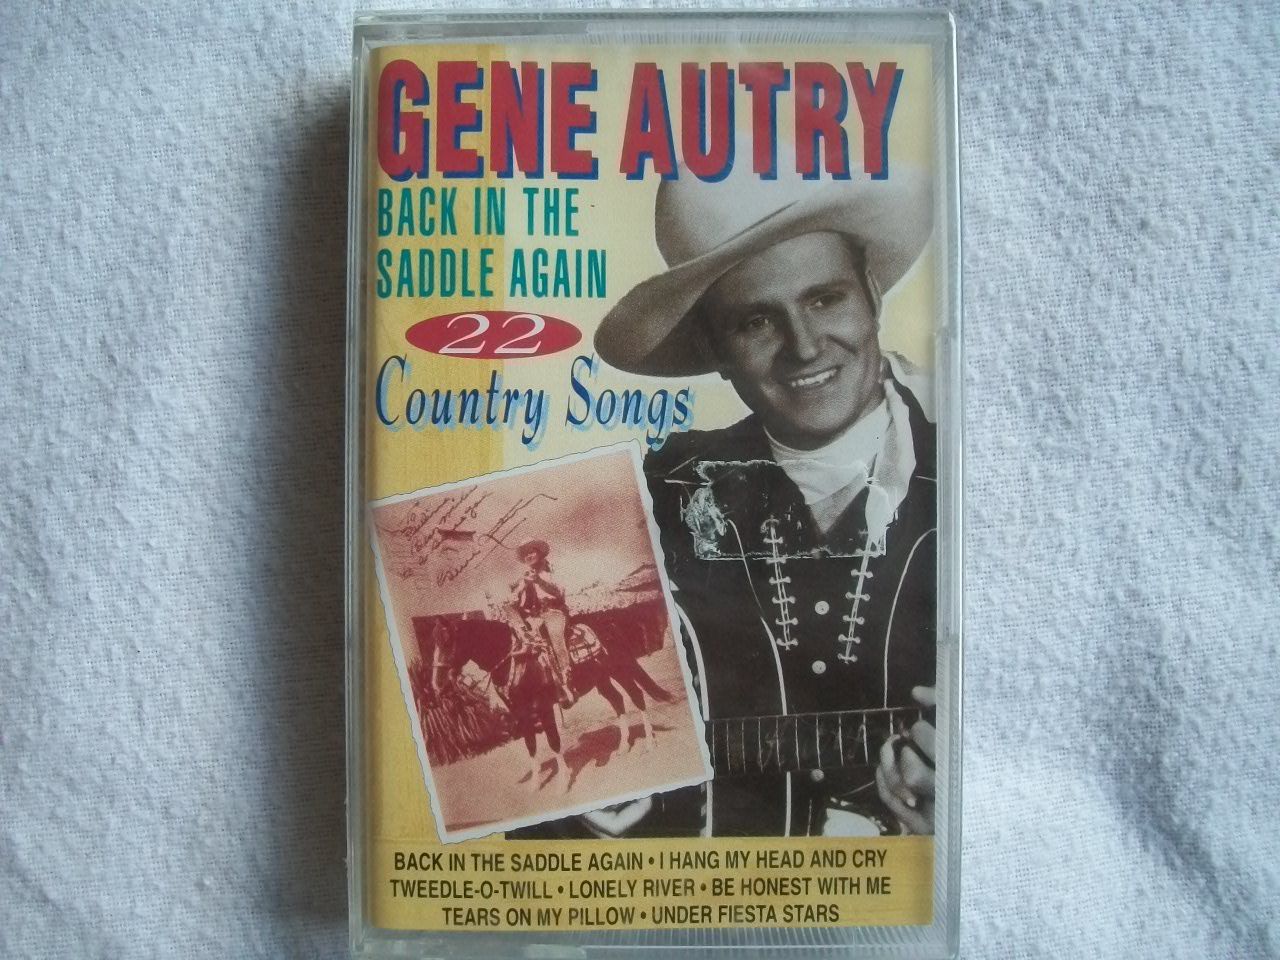 GENE AUTRY
BACK IN THE
SADDLE AGAIN
22
Country Songs
BACK IN THE SADDLE AGAIN • I HANG MY HEAD AND CRY
TWEEDLE-O-TWILL • LONELY RIVER • BE HONEST WITH ME
TEARS ON MY PILLOW • UNDER FIESTA STARS